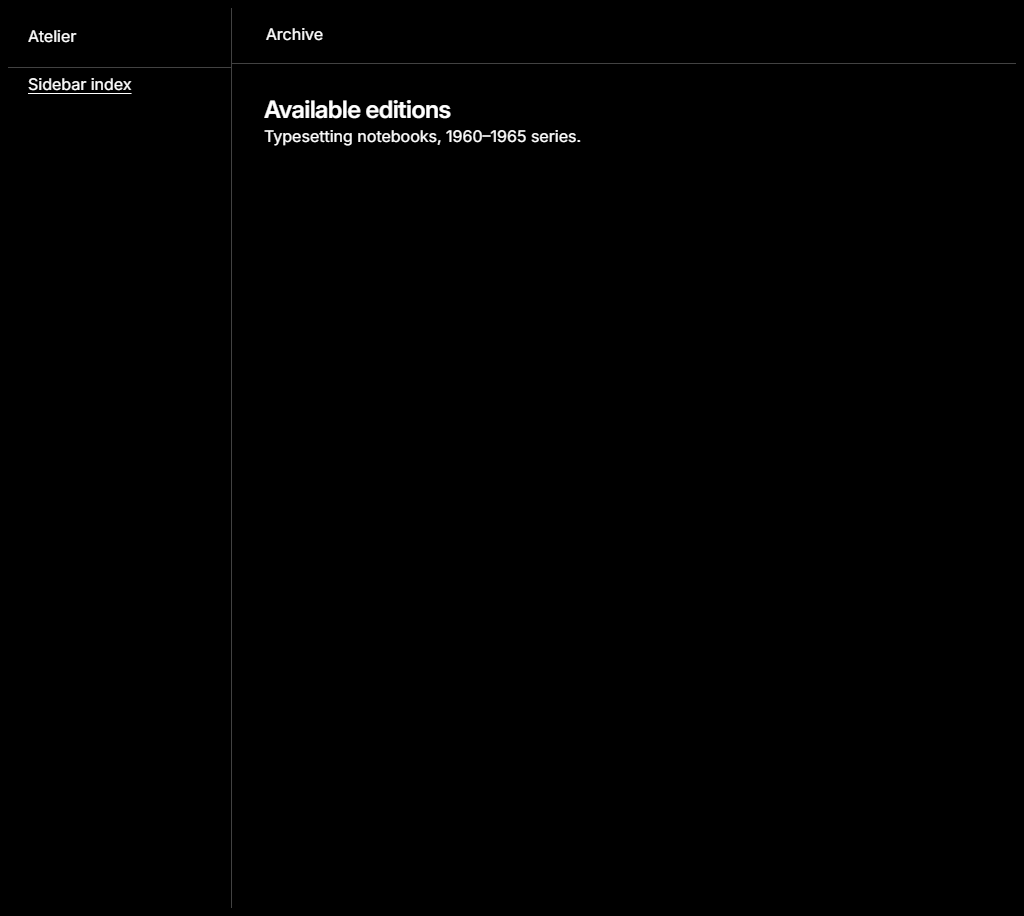 Atelier
Sidebar index
Archive
Available editions
Typesetting notebooks, 1960–1965 series.